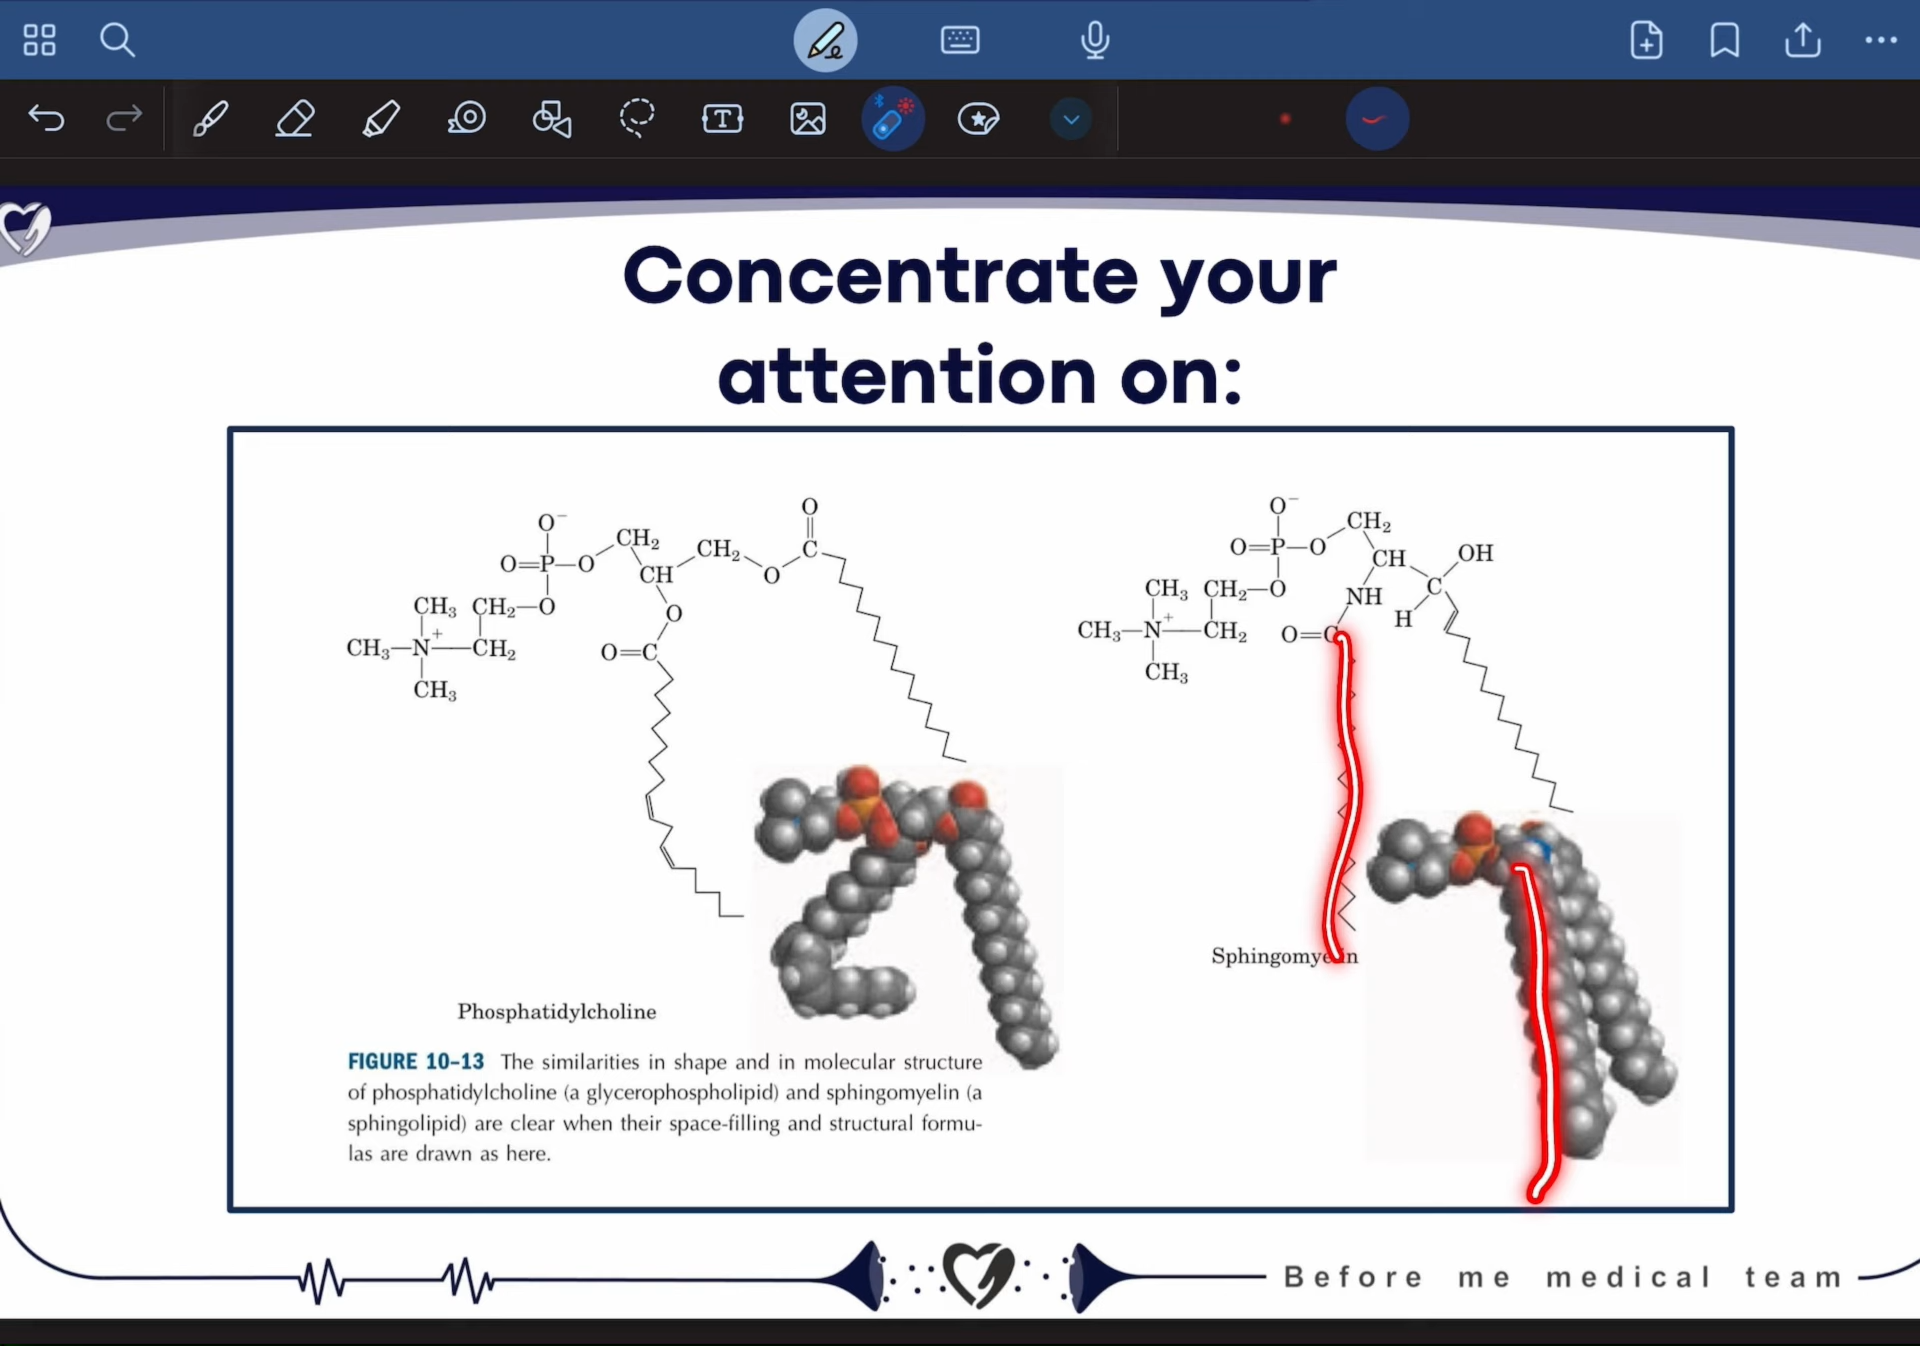 Concentrate your
attention on:
O⁻
O=P—O
CH₂
CH
CH₂
O
C
O
O
O=C
CH₃ CH₂—O
CH₃—N⁺—CH₂
CH₃
Phosphatidylcholine
O⁻
O=P—O
CH₂
CH
OH
C
H
NH
O=C
CH₃ CH₂—O
CH₃—N⁺—CH₂
CH₃
Sphingomyelin
FIGURE 10–13 The similarities in shape and in molecular structure
of phosphatidylcholine (a glycerophospholipid) and sphingomyelin (a
sphingolipid) are clear when their space-filling and structural formu-
las are drawn as here.
Before me medical team